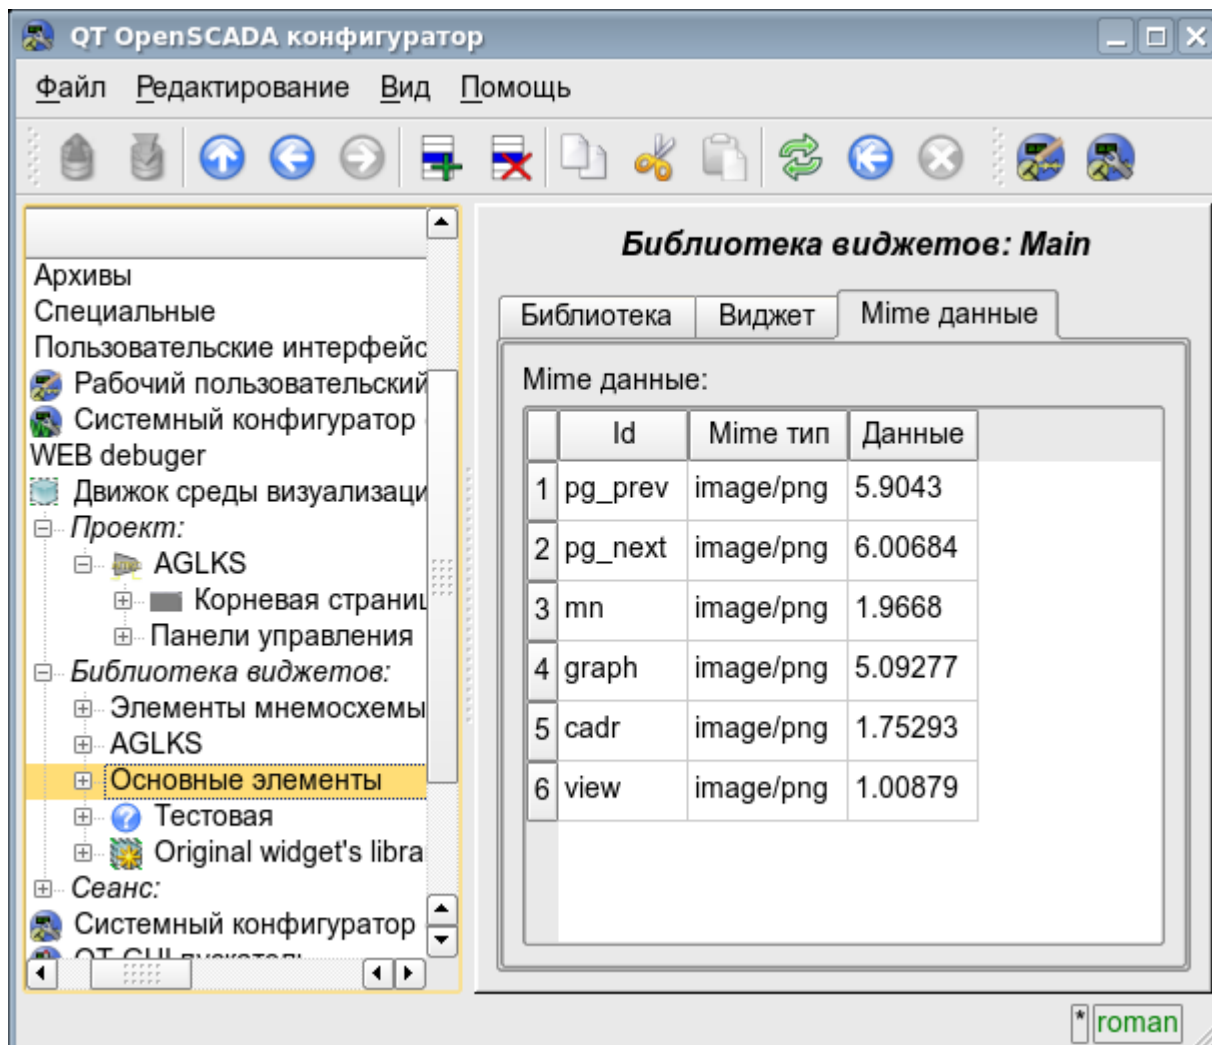 QT OpenSCADA конфигуратор
Файл Редактирование Вид Помощь
Архивы
Специальные
Пользовательские интерфейс
Рабочий пользовательский
Системный конфигуратор
WEB debuger
Движок среды визуализаци
Проект:
AGLKS
Корневая страниц
Панели управления
Библиотека виджетов:
Элементы мнемосхемы
AGLKS
Основные элементы
Тестовая
Original widget's libra
Сеанс:
Системный конфигуратор
QT GUI пускатель
Библиотека виджетов: Main
Библиотека Виджет Mime данные
Mime данные:
Id Mime тип Данные
1 pg_prev image/png 5.9043
2 pg_next image/png 6.00684
3 mn image/png 1.9668
4 graph image/png 5.09277
5 cadr image/png 1.75293
6 view image/png 1.00879
* roman